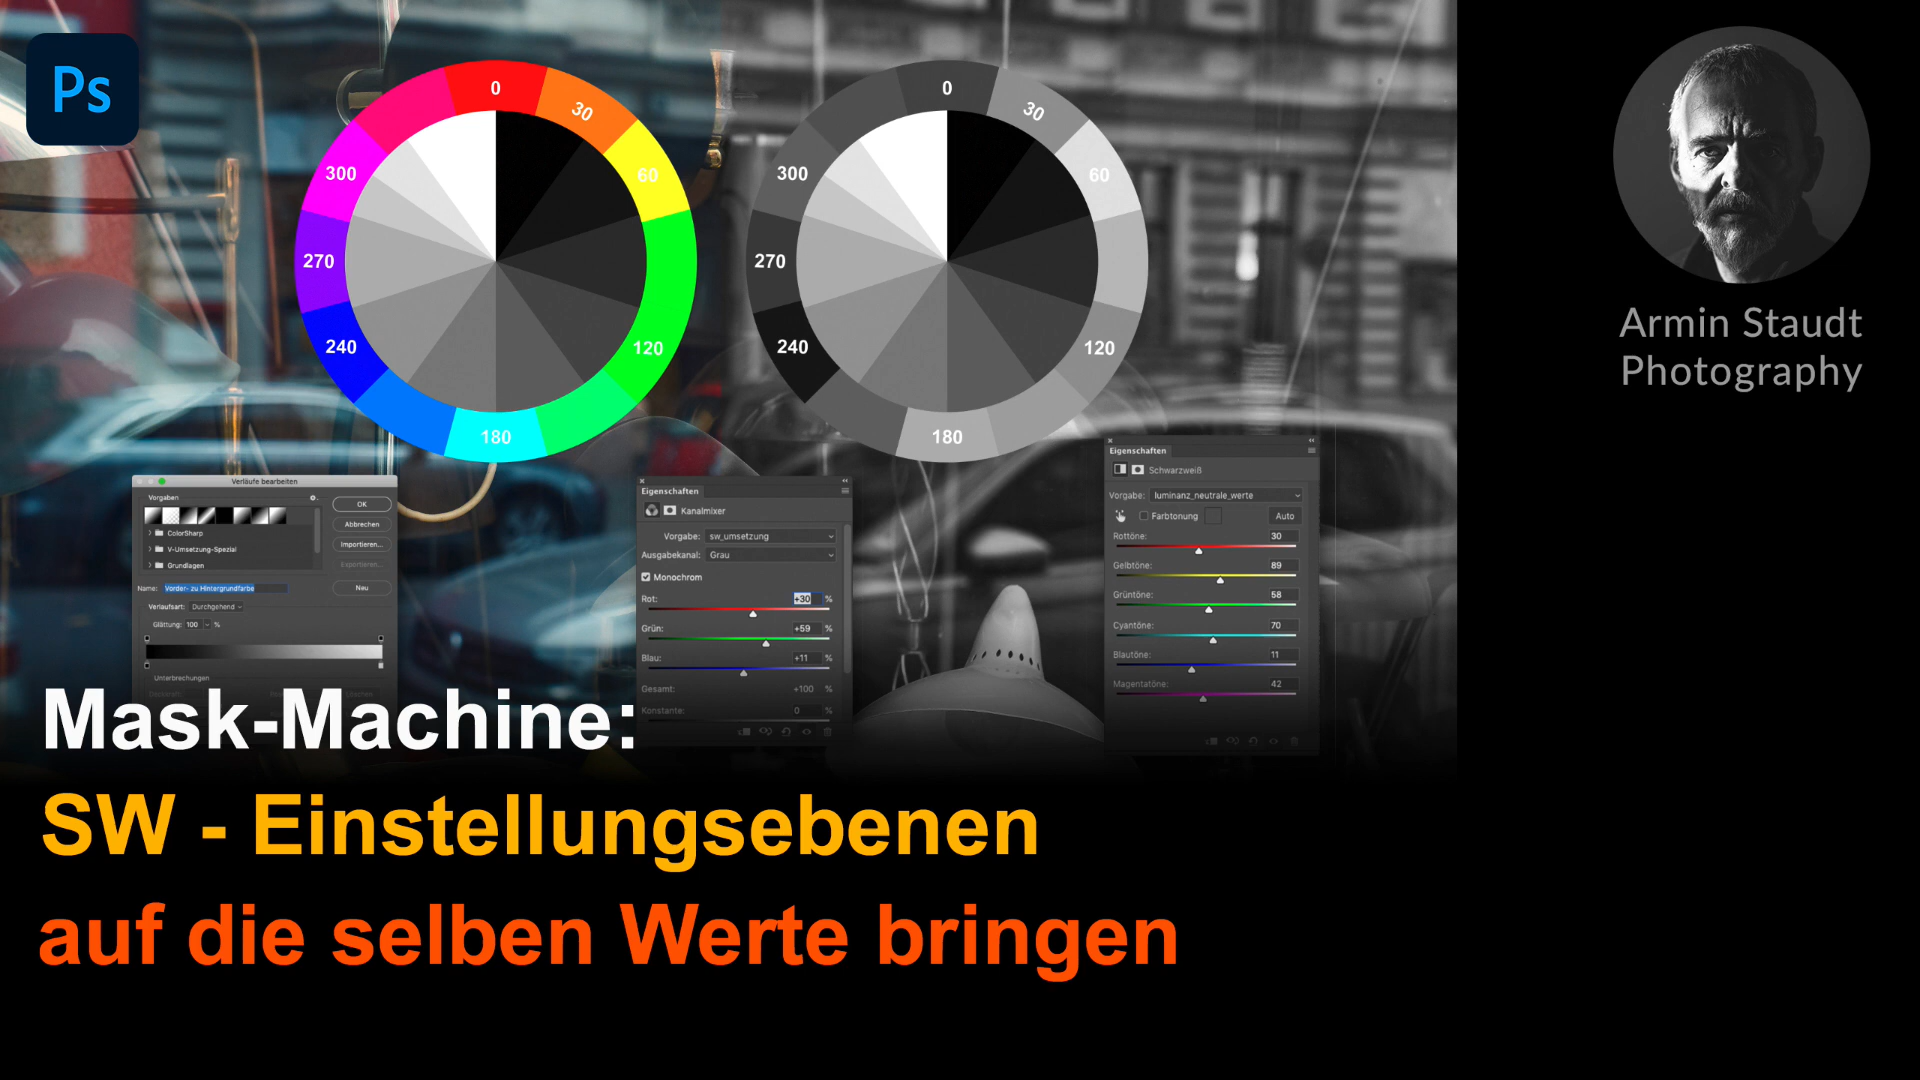 Ps
0
30
60
120
180
240
270
300
0
30
60
120
180
240
270
300
Armin Staudt
Photography
Verläufe bearbeiten
Vorgaben
OK
Abbrechen
Importieren...
Exportieren...
ColorSharp
V-Umsetzung-Spezial
Grundlagen
Name: Vorder- zu Hintergrundfarbe
Neu
Verlaufsart: Durchgehend
Glättung: 100 %
Unterbrechungen
Eigenschaften
Kanalmixer
Vorgabe: sw_umsetzung
Ausgabekanal: Grau
Monochrom
Rot: +30 %
Grün: +59 %
Blau: +11 %
Gesamt: +100 %
Konstante: 0 %
Eigenschaften
Schwarzweiß
Vorgabe: luminanz_neutrale_werte
Farbtonung Auto
Rottöne: 30
Gelbtöne: 89
Grüntöne: 58
Cyantöne: 70
Blautöne: 11
Magentatöne: 42
Mask-Machine:
SW - Einstellungsebenen
auf die selben Werte bringen